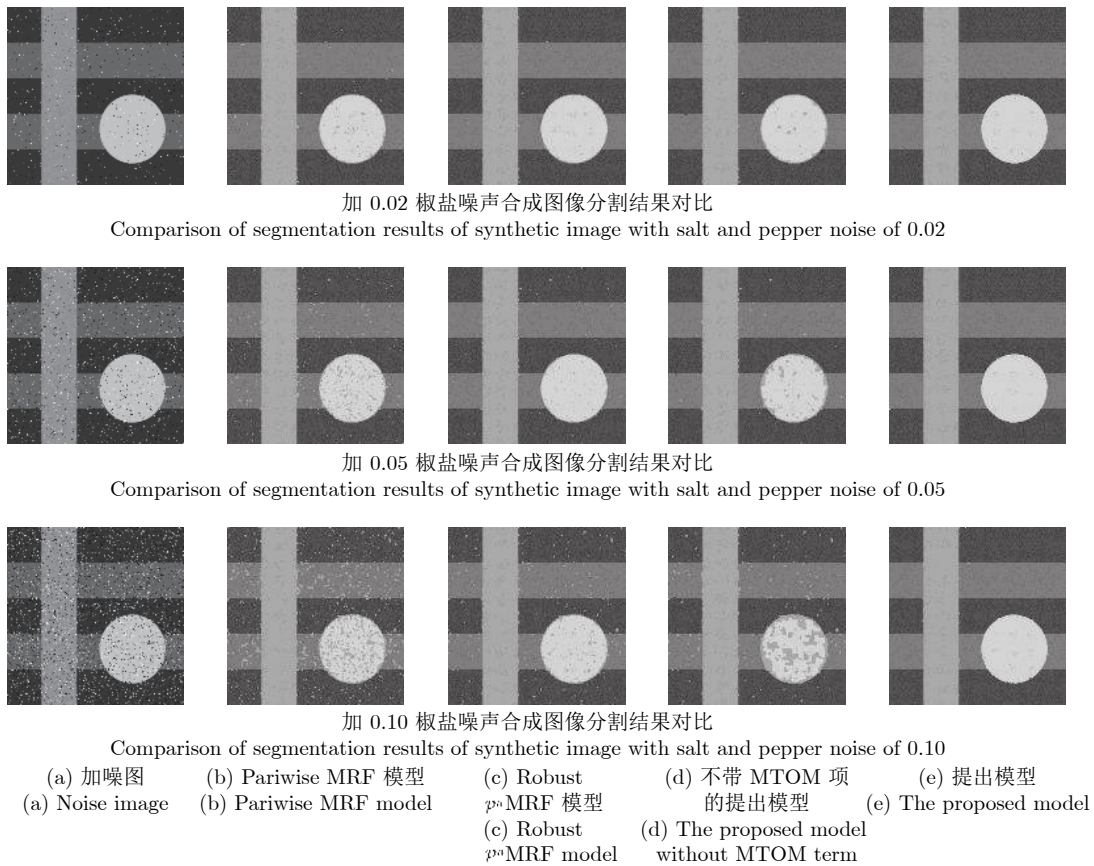 加 0.02 椒盐噪声合成图像分割结果对比
Comparison of segmentation results of synthetic image with salt and pepper noise of 0.02
加 0.05 椒盐噪声合成图像分割结果对比
Comparison of segmentation results of synthetic image with salt and pepper noise of 0.05
加 0.10 椒盐噪声合成图像分割结果对比
Comparison of segmentation results of synthetic image with salt and pepper noise of 0.10
(a) 加噪图
(a) Noise image
(b) Pariwise MRF 模型
(b) Pariwise MRF model
(c) Robust
pⁿMRF 模型
(c) Robust
pⁿMRF model
(d) 不带 MTOM 项
的提出模型
(d) The proposed model
without MTOM term
(e) 提出模型
(e) The proposed model